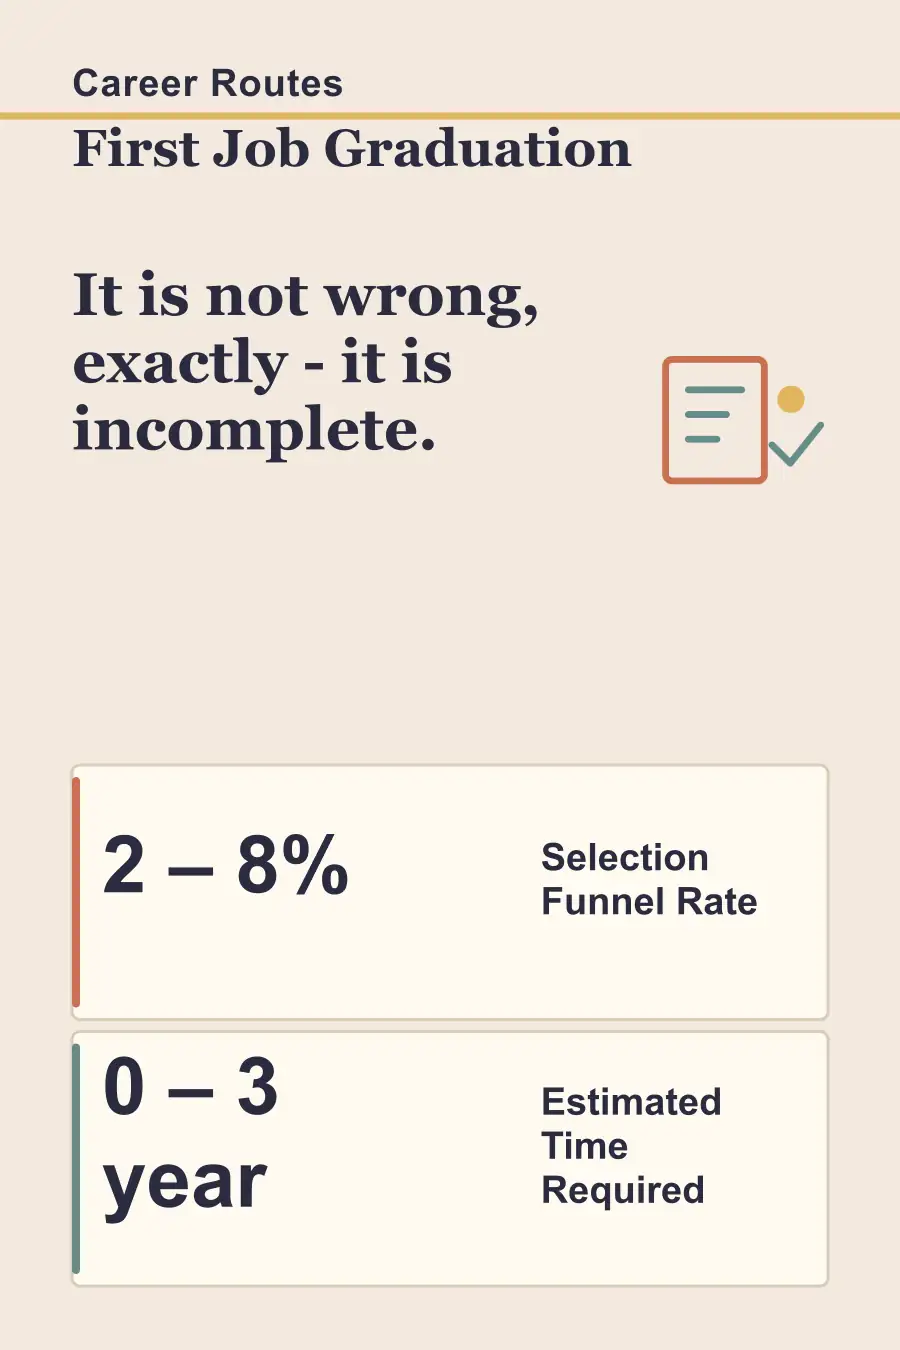 Career Routes
First Job Graduation
It is not wrong,
exactly - it is
incomplete.
2 – 8%
Selection
Funnel Rate
0 – 3
year
Estimated
Time
Required